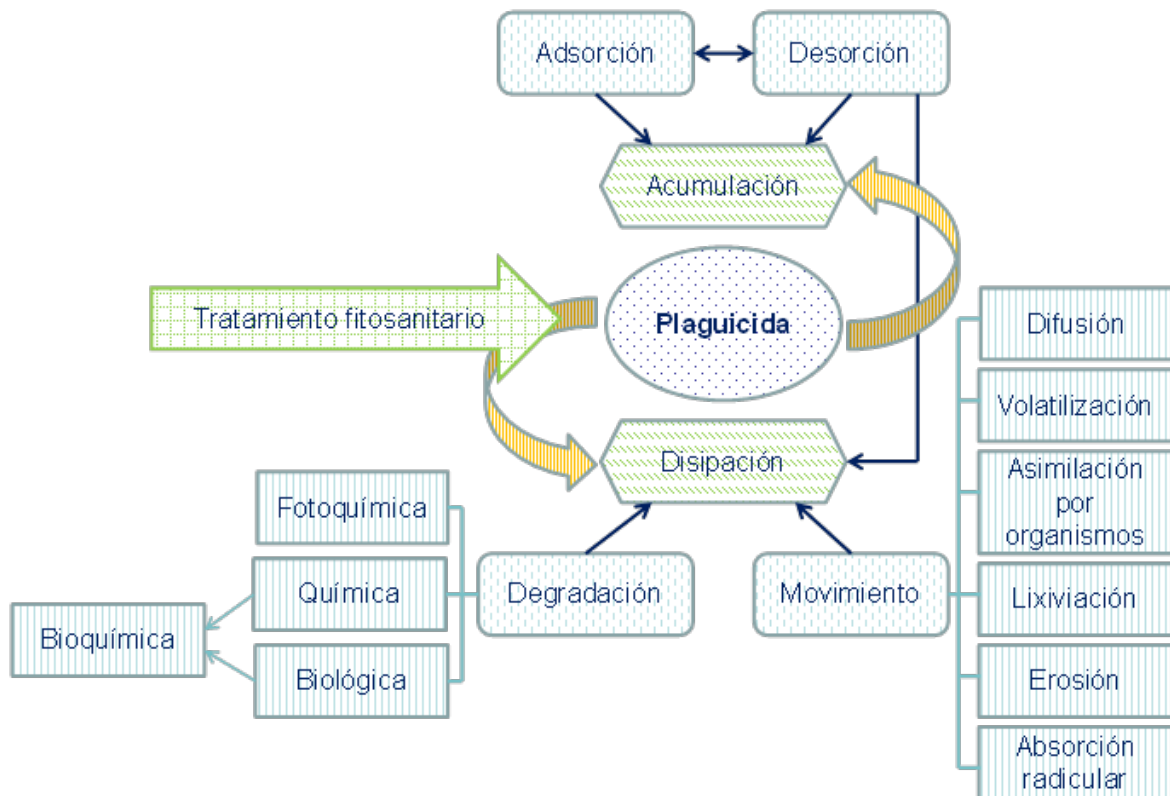 Adsorción
Desorción
Acumulación
Tratamiento fitosanitario
Plaguicida
Difusión
Volatilización
Disipación
Asimilación
por
organismos
Fotoquímica
Química
Degradación
Movimiento
Lixiviación
Bioquímica
Biológica
Erosión
Absorción
radicular